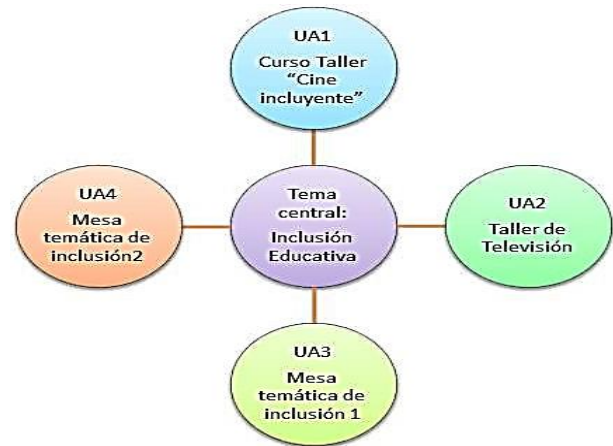 UA1
Curso Taller
“Cine
incluyente”
UA4
Mesa
temática de
inclusión2
Tema
central:
Inclusión
Educativa
UA2
Taller de
Televisión
UA3
Mesa
temática de
inclusión 1